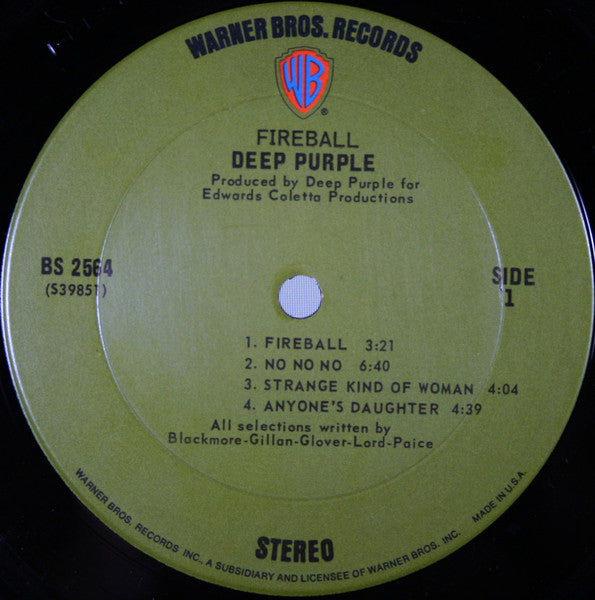 WARNER BROS. RECORDS
WB
®
FIREBALL
DEEP PURPLE
Produced by Deep Purple for
Edwards Coletta Productions
BS 2564
(S39851)
SIDE
1
1. FIREBALL 3:21
2. NO NO NO 6:40
3. STRANGE KIND OF WOMAN 4:04
4. ANYONE'S DAUGHTER 4:39
All selections written by
Blackmore-Gillan-Glover-Lord-Paice
STEREO
WARNER BROS. RECORDS INC., A SUBSIDIARY AND LICENSEE OF WARNER BROS. INC. MADE IN U.S.A.